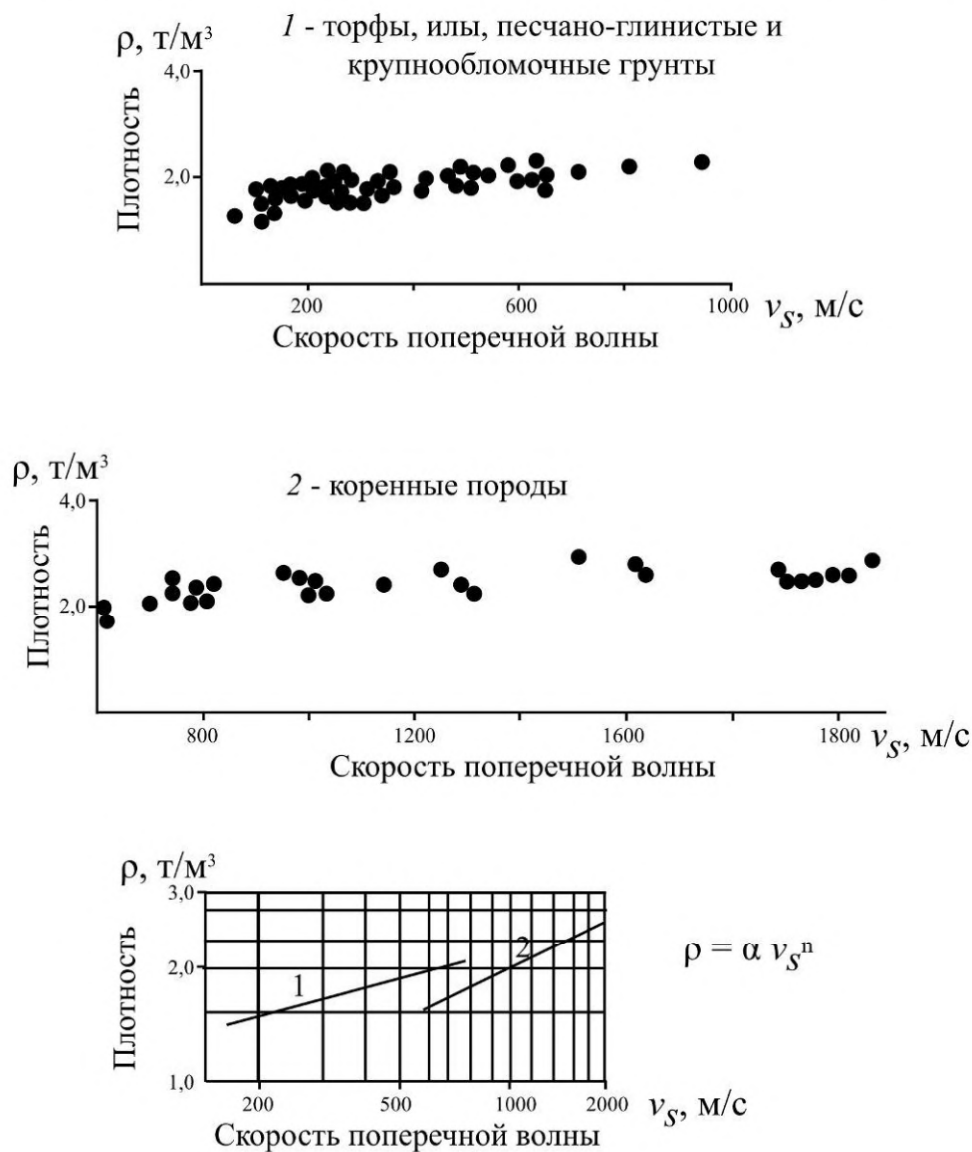 1 - торфы, илы, песчано-глинистые и
крупнообломочные грунты
ρ, т/м³
4,0
2,0
Плотность
200
600
1000
v_S, м/с
Скорость поперечной волны
ρ, т/м³
2 - коренные породы
4,0
2,0
Плотность
800
1200
1600
1800
v_S, м/с
Скорость поперечной волны
ρ, т/м³
3,0
2,0
1,0
Плотность
1
2
ρ = α v_Sⁿ
200
500
1000
2000
v_S, м/с
Скорость поперечной волны